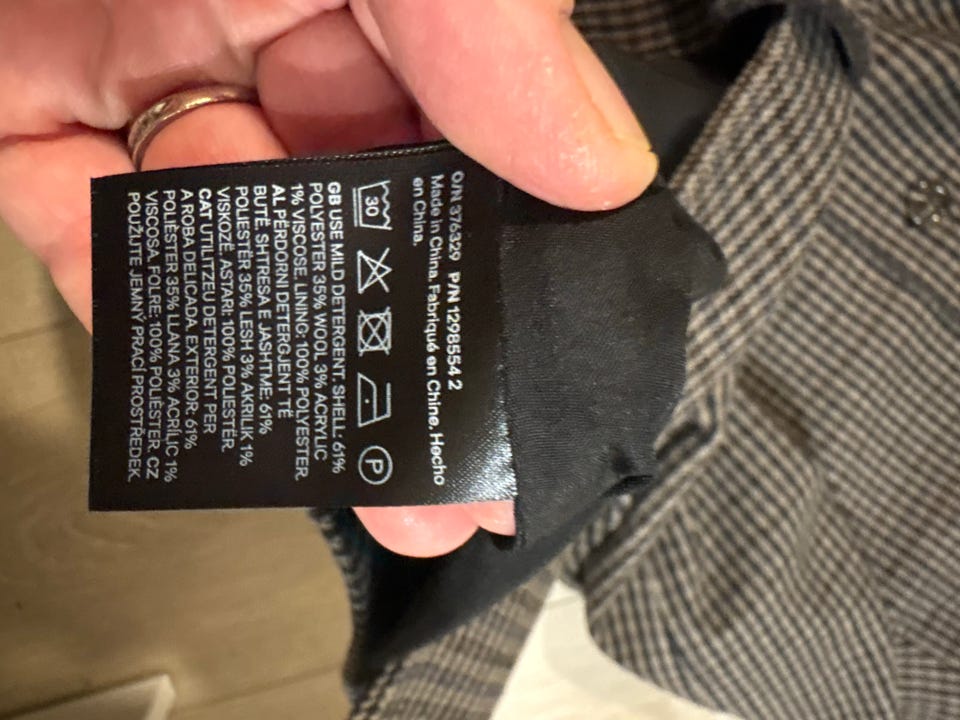 O/N 376329 P/N 1298554 2
Made in China. Fabriqué en Chine. Hecho
en China.
30
P
GB USE MILD DETERGENT. SHELL: 61%
POLYESTER 35% WOOL 3% ACRYLIC
1% VISCOSE. LINING: 100% POLYESTER.
AL PËRDORNI DETERGJENT TË
BUTË. SHTRESA E JASHTME: 61%
POLIESTËR 35% LESH 3% AKRILIK 1%
VISKOZË. ASTARI: 100% POLIESTËR.
CAT UTILITZEU DETERGENT PER
A ROBA DELICADA. EXTERIOR: 61%
POLIÈSTER 35% LLANA 3% ACRÍLIC 1%
VISCOSA. FOLRE: 100% POLIÈSTER. CZ
POUŽIJTE JEMNÝ PRACÍ PROSTŘEDEK.